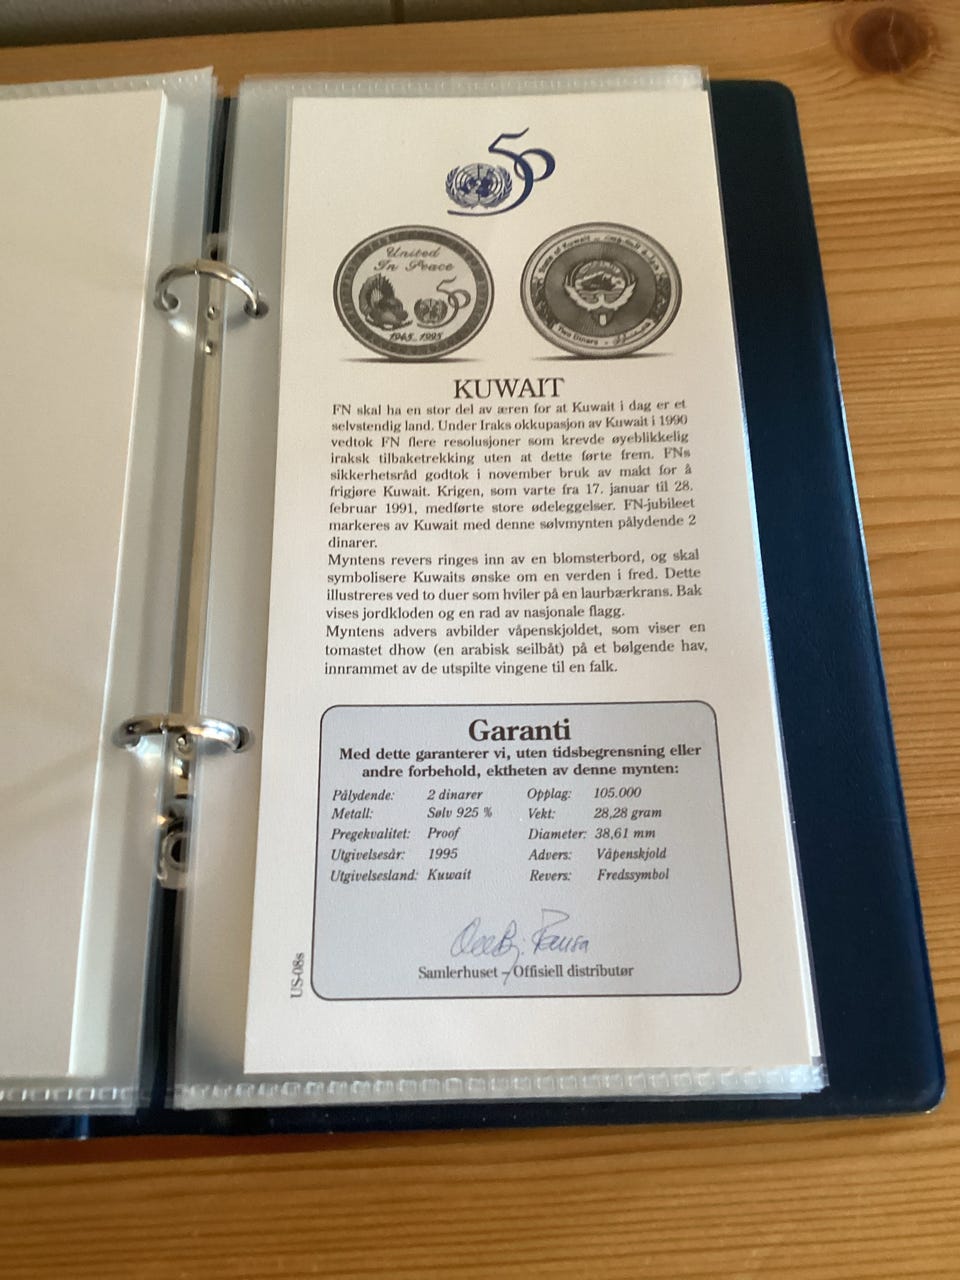 50
United
In Peace
50
1945-1995
State of Kuwait
Two Dinars
KUWAIT
FN skal ha en stor del av æren for at Kuwait i dag er et
selvstendig land. Under Iraks okkupasjon av Kuwait i 1990
vedtok FN flere resolusjoner som krevde øyeblikkelig
iraksk tilbaketrekking uten at dette førte frem. FNs
sikkerhetsråd godtok i november bruk av makt for å
frigjøre Kuwait. Krigen, som varte fra 17. januar til 28.
februar 1991, medførte store ødeleggelser. FN-jubileet
markeres av Kuwait med denne sølvmynten pålydende 2
dinarer.
Myntens revers ringes inn av en blomsterbord, og skal
symbolisere Kuwaits ønske om en verden i fred. Dette
illustreres ved to duer som hviler på en laurbærkrans. Bak
vises jordkloden og en rad av nasjonale flagg.
Myntens advers avbilder våpenskjoldet, som viser en
tomastet dhow (en arabisk seilbåt) på et bølgende hav,
innrammet av de utspilte vingene til en falk.
Garanti
Med dette garanterer vi, uten tidsbegrensning eller
andre forbehold, ektheten av denne mynten:
Pålydende: 2 dinarer Opplag: 105.000
Metall: Sølv 925 % Vekt: 28,28 gram
Pregekvalitet: Proof Diameter: 38,61 mm
Utgivelsesår: 1995 Advers: Våpenskjold
Utgivelsesland: Kuwait Revers: Fredssymbol
Samlerhuset - Offisiell distributør
US-08s